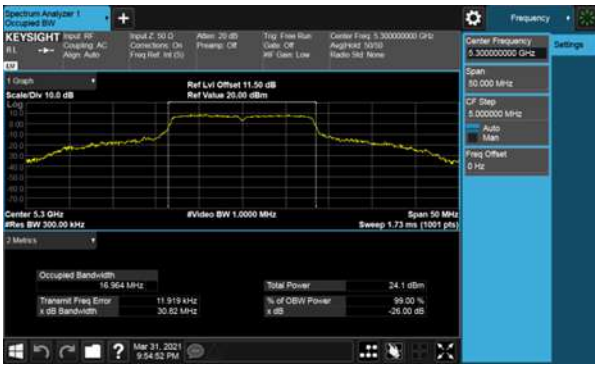 Spectrum Analyzer 1
Occupied BW
+
Frequency
KEYSIGHT Input: RF Input Z: 50 Ω Atten: 20 dB Trig: Free Run Center Freq: 5.300000000 GHz
R L Coupling: AC Corrections: On Preamp: Off Gate: Off Avg|Hold: 50/50
Align: Auto Freq Ref: Int (S) #IF Gain: Low Radio Std: None
LW
Center Frequency
5.300000000 GHz
Settings
Span
50.000 MHz
CF Step
5.000000 MHz
Auto
Man
Freq Offset
0 Hz
1 Graph
Ref Lvl Offset 11.50 dB
Scale/Div 10.0 dB Ref Value 20.00 dBm
Log
10.0
0.00
-10.0
-20.0
-30.0
-40.0
-50.0
-60.0
-70.0
Center 5.3 GHz #Video BW 1.0000 MHz Span 50 MHz
#Res BW 300.00 kHz Sweep 1.73 ms (1001 pts)
2 Metrics
Occupied Bandwidth
16.964 MHz Total Power 24.1 dBm
Transmit Freq Error 11.919 kHz % of OBW Power 99.00 %
x dB Bandwidth 30.82 MHz x dB -26.00 dB
?
Mar 31, 2021
9:54:52 PM